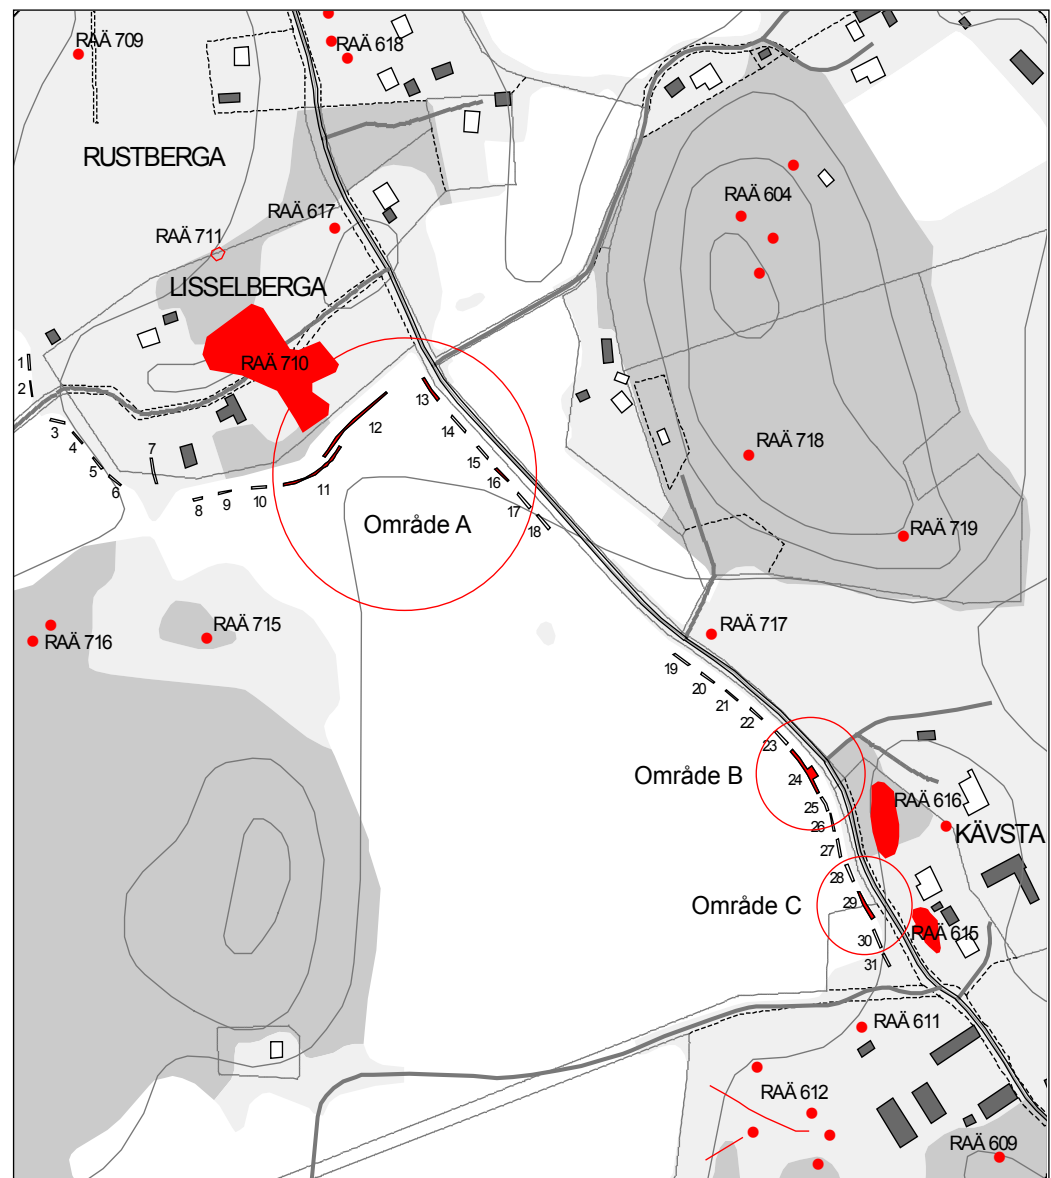 RAÄ 709
RAÄ 618
RUSTBERGA
RAÄ 604
RAÄ 617
RAÄ 711
LISSELBERGA
RAÄ 710
1
2
3
4
5
6
7
8
9
10
11
12
13
14
15
16
17
18
Område A
RAÄ 718
RAÄ 719
RAÄ 715
RAÄ 716
RAÄ 717
19
20
21
22
23
Område B
24
25
26
27
28
RAÄ 616
KÄVSTA
Område C
29
30
31
RAÄ 615
RAÄ 611
RAÄ 612
RAÄ 609